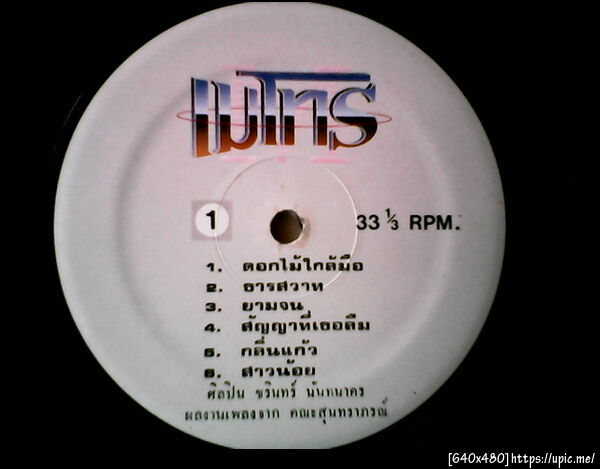 เมโทร
1
33 ⅓ RPM.
1. ดอกไม้ใกล้มือ
2. ธารสวาท
3. ยามจน
4. สัญญาที่เธอลืม
5. กลิ่นแก้ว
6. สาวน้อย
ศิลปิน ชรินทร์ นันทนาคร
ผลงานเพลงจาก คณะสุนทราภรณ์
[640x480]https://upic.me/